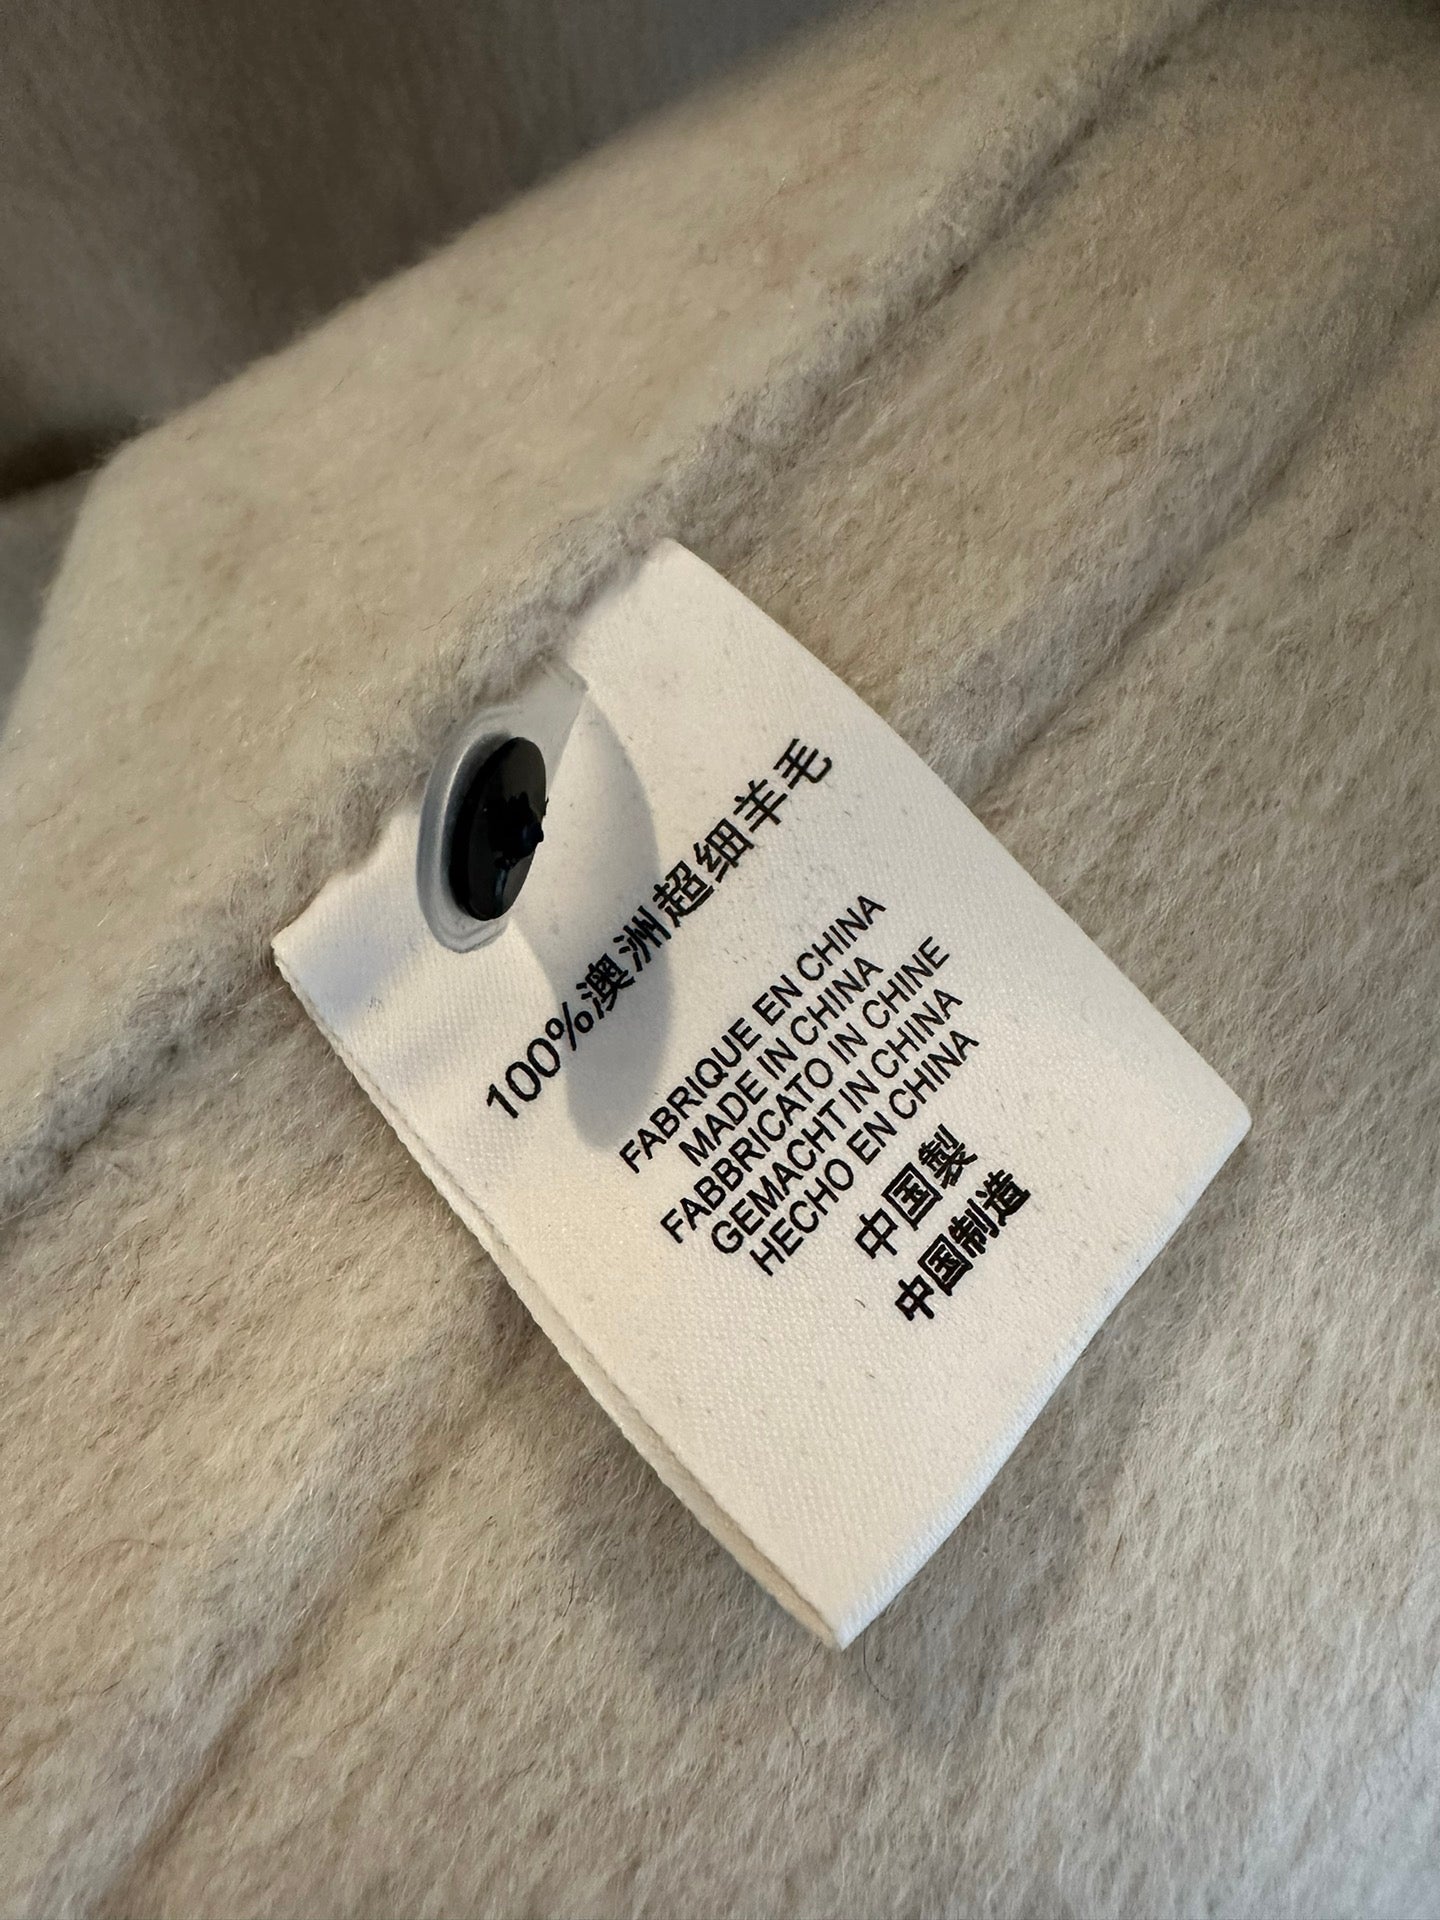 100%澳洲超细羊毛
FABRIQUE EN CHINA
MADE IN CHINA
FABBRICATO IN CHINE
GEMACHT IN CHINA
HECHO EN CHINA
中国製
中国制造